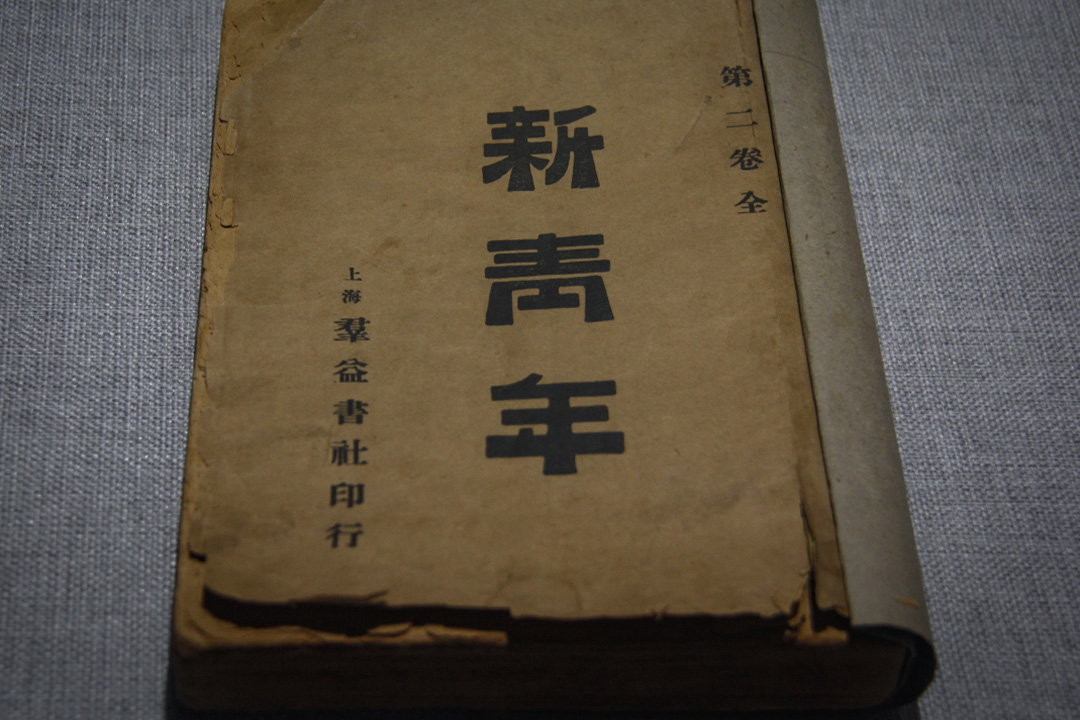 第二卷全
新青年
上海羣益書社印行